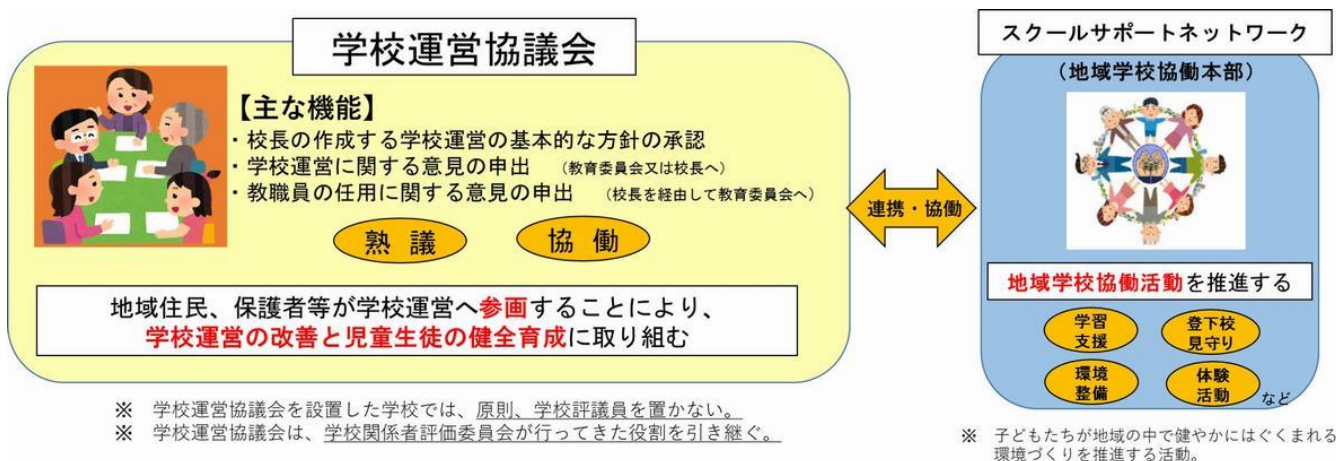 学校運営協議会
【主な機能】
・校長の作成する学校運営の基本的な方針の承認
・学校運営に関する意見の申出 （教育委員会又は校長へ）
・教職員の任用に関する意見の申出 （校長を経由して教育委員会へ）
熟 議
協 働
地域住民、保護者等が学校運営へ参画することにより、
学校運営の改善と児童生徒の健全育成に取り組む
※ 学校運営協議会を設置した学校では、原則、学校評議員を置かない。
※ 学校運営協議会は、学校関係者評価委員会が行ってきた役割を引き継ぐ。
連携・協働
スクールサポートネットワーク
（地域学校協働本部）
地域学校協働活動を推進する
学習
支援
登下校
見守り
環境
整備
体験
活動
など
※ 子どもたちが地域の中で健やかにはぐくまれる
環境づくりを推進する活動。